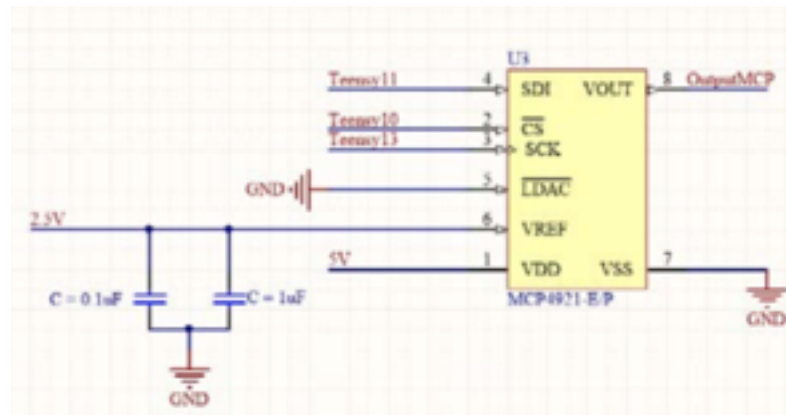 U3
Teensy11 4 SDI VOUT 8 OutputMCP
Teensy10 2 CS
Teensy13 3 SCK
GND 5 LDAC
2.5V 6 VREF
5V 1 VDD VSS 7
C = 0.1uF C = 1uF MCP4921-E/P
GND
GND